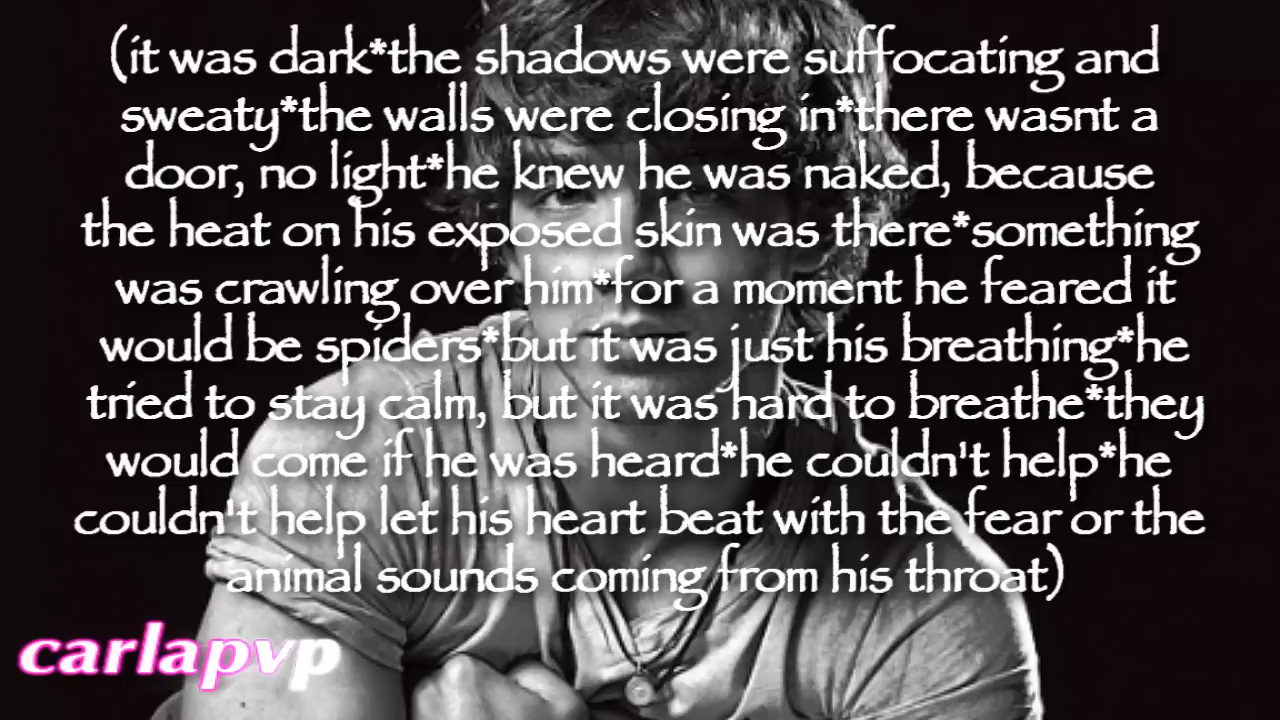 (it was dark*the shadows were suffocating and
sweaty*the walls were closing in*there wasnt a
door, no light*he knew he was naked, because
the heat on his exposed skin was there*something
was crawling over him*for a moment he feared it
would be spiders*but it was just his breathing*he
tried to stay calm, but it was hard to breathe*they
would come if he was heard*he couldn't help*he
couldn't help let his heart beat with the fear or the
animal sounds coming from his throat)
carlapvp